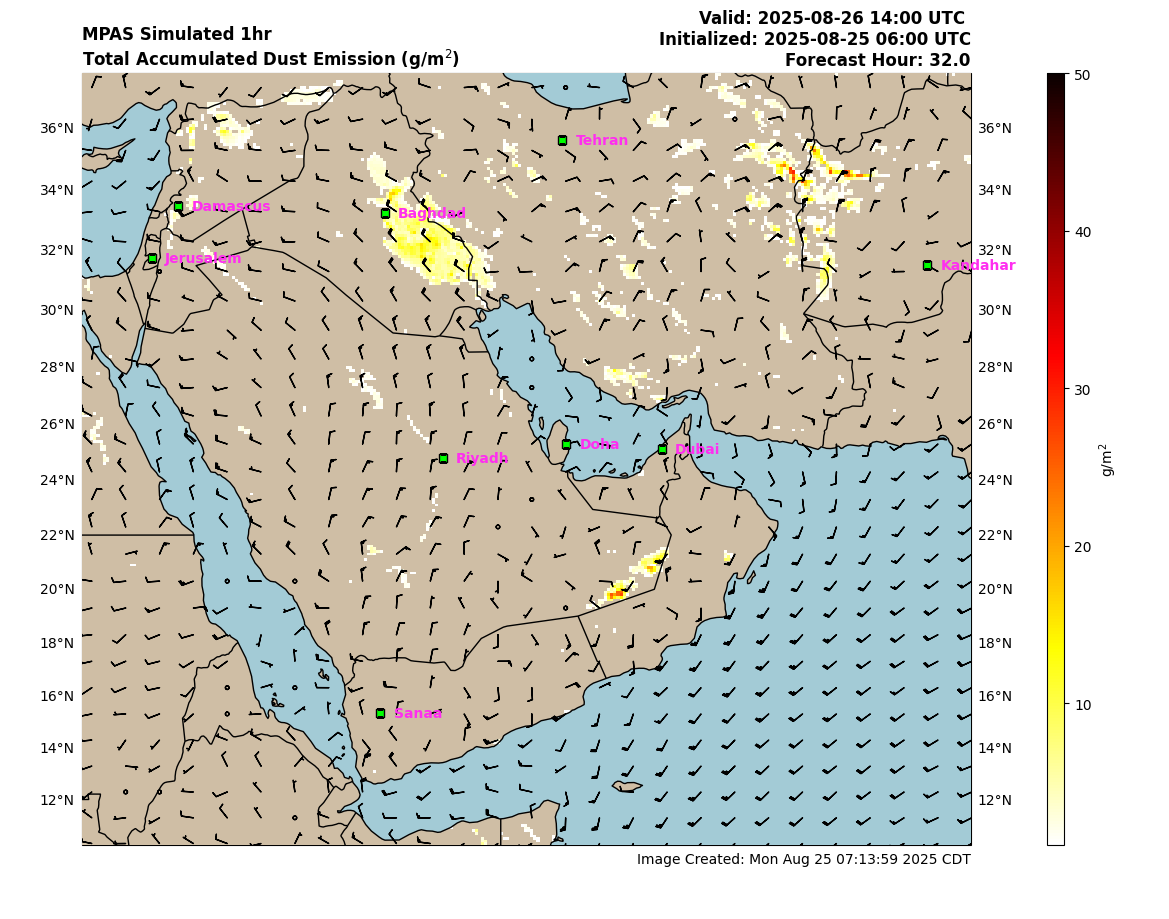 MPAS Simulated 1hr
Total Accumulated Dust Emission (g/m²)
Valid: 2025-08-26 14:00 UTC
Initialized: 2025-08-25 06:00 UTC
Forecast Hour: 32.0
36°N
34°N
32°N
30°N
28°N
26°N
24°N
22°N
20°N
18°N
16°N
14°N
12°N
Tehran
Damascus
Baghdad
Jerusalem
Kandahar
Doha
Dubai
Riyadh
Sanaa
36°N
34°N
32°N
30°N
28°N
26°N
24°N
22°N
20°N
18°N
16°N
14°N
12°N
50
40
30
20
10
g/m²
Image Created: Mon Aug 25 07:13:59 2025 CDT